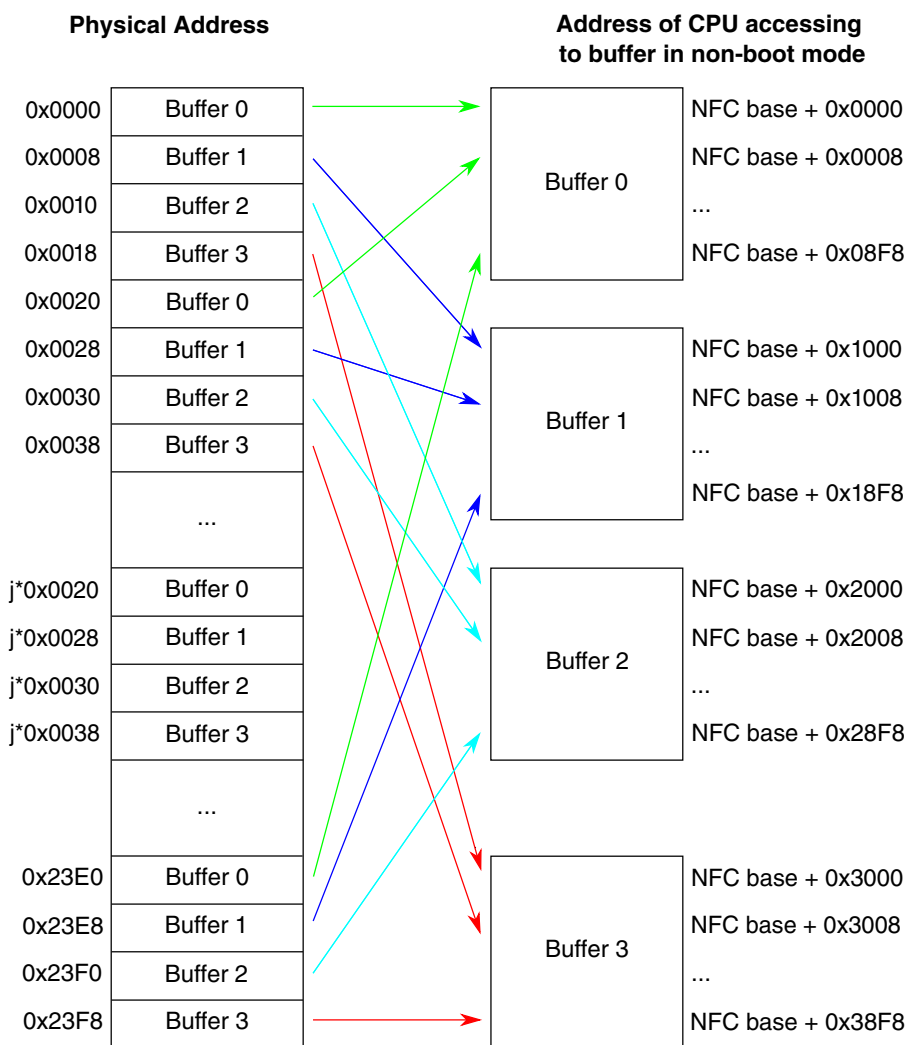 Physical Address
Address of CPU accessing
to buffer in non-boot mode
0x0000
Buffer 0
0x0008
Buffer 1
0x0010
Buffer 2
0x0018
Buffer 3
0x0020
Buffer 0
0x0028
Buffer 1
0x0030
Buffer 2
0x0038
Buffer 3
...
j*0x0020
Buffer 0
j*0x0028
Buffer 1
j*0x0030
Buffer 2
j*0x0038
Buffer 3
...
0x23E0
Buffer 0
0x23E8
Buffer 1
0x23F0
Buffer 2
0x23F8
Buffer 3
Buffer 0
NFC base + 0x0000
NFC base + 0x0008
...
NFC base + 0x08F8
Buffer 1
NFC base + 0x1000
NFC base + 0x1008
...
NFC base + 0x18F8
Buffer 2
NFC base + 0x2000
NFC base + 0x2008
...
NFC base + 0x28F8
Buffer 3
NFC base + 0x3000
NFC base + 0x3008
...
NFC base + 0x38F8